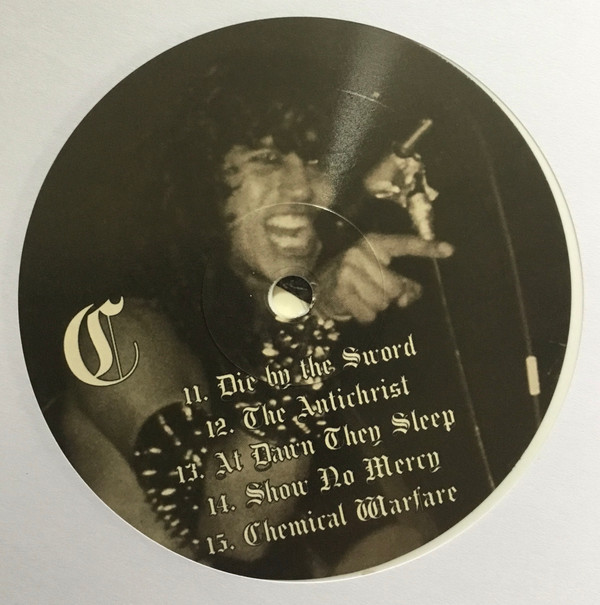 C
11. Die by the Sword
12. The Antichrist
13. At Dawn They Sleep
14. Show No Mercy
15. Chemical Warfare